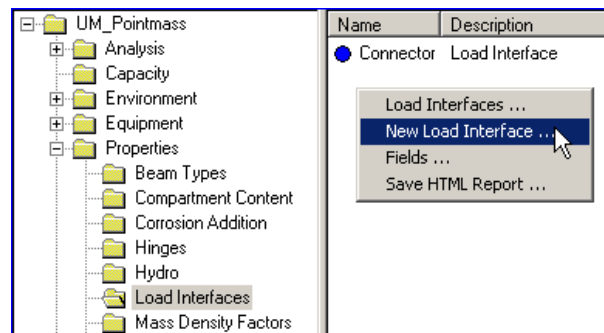 UM_Pointmass
Analysis
Capacity
Environment
Equipment
Properties
Beam Types
Compartment Content
Corrosion Addition
Hinges
Hydro
Load Interfaces
Mass Density Factors
Name Description
Connector Load Interface
Load Interfaces ...
New Load Interface ...
Fields ...
Save HTML Report ...